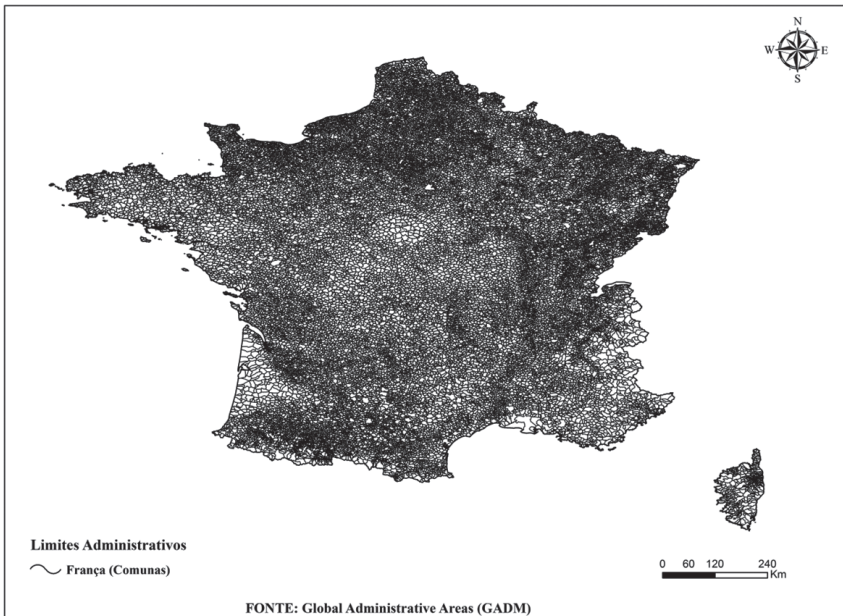 N
W E
S
Limites Administrativos
França (Comunas)
0 60 120 240
Km
FONTE: Global Administrative Areas (GADM)